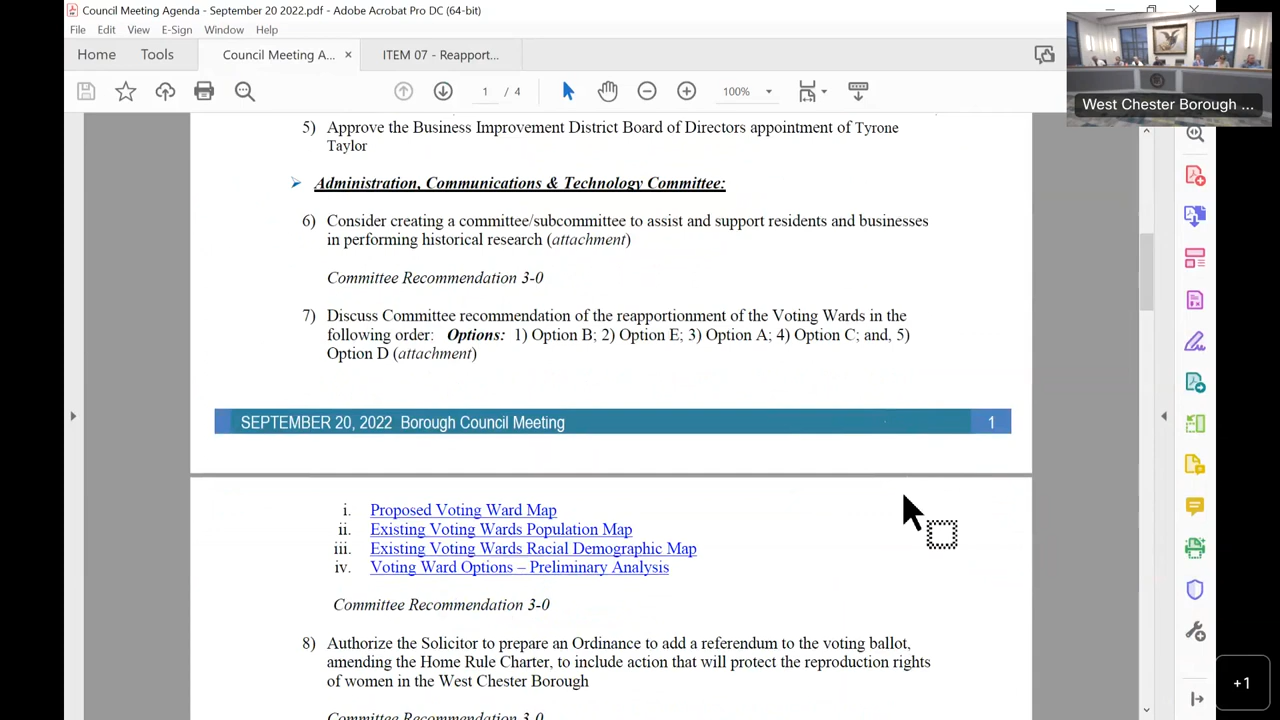 Council Meeting Agenda - September 20 2022.pdf - Adobe Acrobat Pro DC (64-bit)
File Edit View E-Sign Window Help
Home Tools Council Meeting A... × ITEM 07 - Reapport...
1 / 4 100%
West Chester Borough ...
5) Approve the Business Improvement District Board of Directors appointment of Tyrone
Taylor
Administration, Communications & Technology Committee:
6) Consider creating a committee/subcommittee to assist and support residents and businesses
in performing historical research (attachment)
Committee Recommendation 3-0
7) Discuss Committee recommendation of the reapportionment of the Voting Wards in the
following order: Options: 1) Option B; 2) Option E; 3) Option A; 4) Option C; and, 5)
Option D (attachment)
SEPTEMBER 20, 2022 Borough Council Meeting 1
i. Proposed Voting Ward Map
ii. Existing Voting Wards Population Map
iii. Existing Voting Wards Racial Demographic Map
iv. Voting Ward Options – Preliminary Analysis
Committee Recommendation 3-0
8) Authorize the Solicitor to prepare an Ordinance to add a referendum to the voting ballot,
amending the Home Rule Charter, to include action that will protect the reproduction rights
of women in the West Chester Borough
+1
Committee Recommendation 3-0